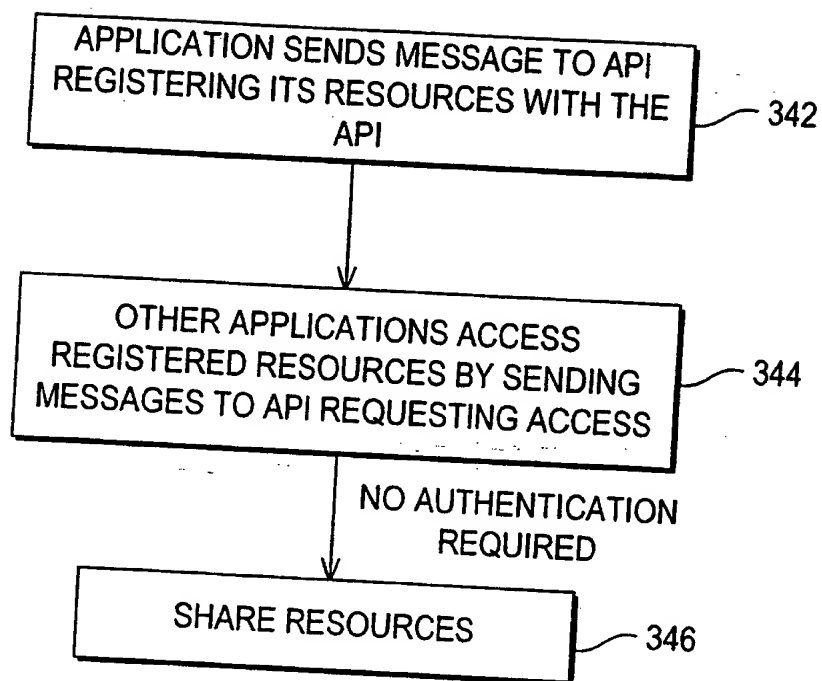 APPLICATION SENDS MESSAGE TO API
REGISTERING ITS RESOURCES WITH THE
API
342
OTHER APPLICATIONS ACCESS
REGISTERED RESOURCES BY SENDING
MESSAGES TO API REQUESTING ACCESS
344
NO AUTHENTICATION
REQUIRED
SHARE RESOURCES
346